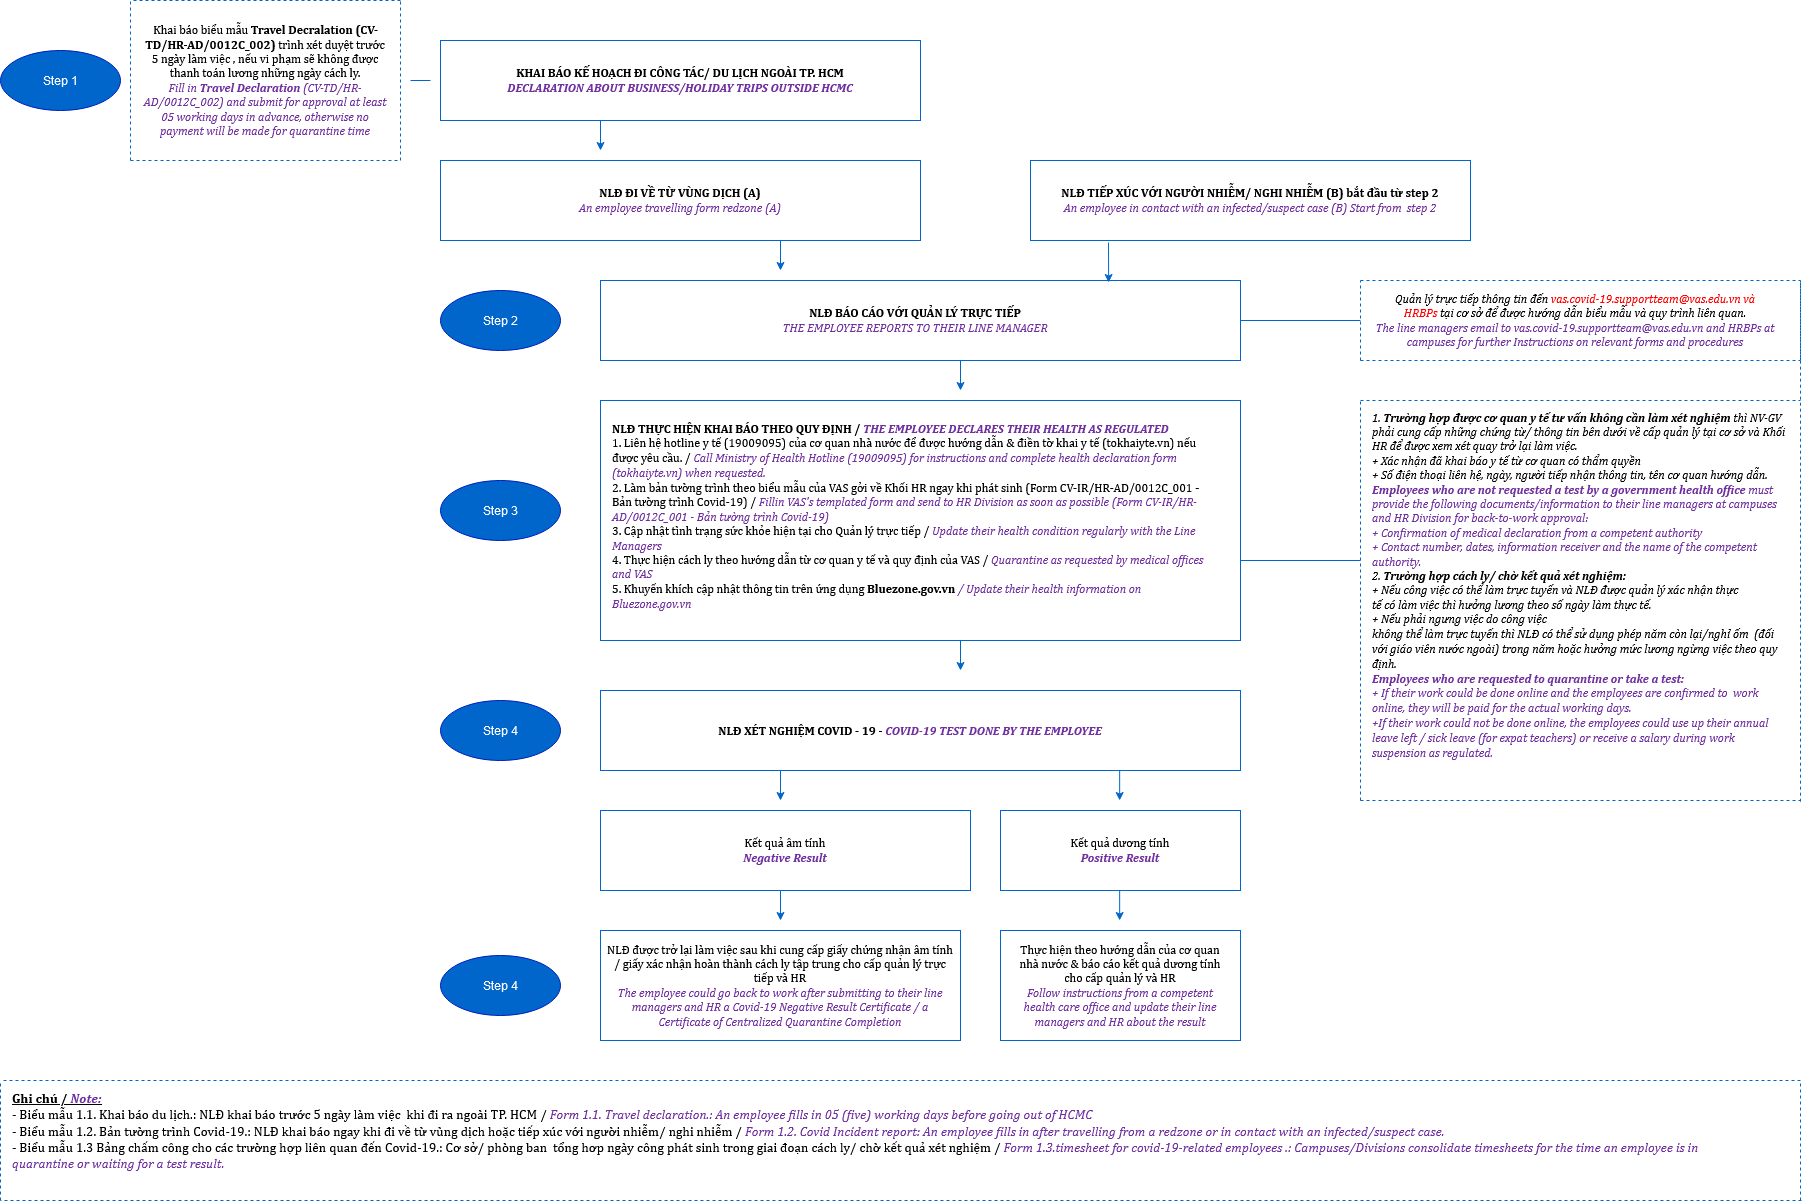 Step 1
Khai báo biểu mẫu Travel Decralation (CV-
TD/HR-AD/0012C_002) trình xét duyệt trước
5 ngày làm việc , nếu vi phạm sẽ không được
thanh toán lương những ngày cách ly.
Fill in Travel Declaration (CV-TD/HR-
AD/0012C_002) and submit for approval at least
05 working days in advance, otherwise no
payment will be made for quarantine time
KHAI BÁO KẾ HOẠCH ĐI CÔNG TÁC/ DU LỊCH NGOÀI TP. HCM
DECLARATION ABOUT BUSINESS/HOLIDAY TRIPS OUTSIDE HCMC
NLĐ ĐI VỀ TỪ VÙNG DỊCH (A)
An employee travelling form redzone (A)
NLĐ TIẾP XÚC VỚI NGƯỜI NHIỄM/ NGHI NHIỄM (B) bắt đầu từ step 2
An employee in contact with an infected/suspect case (B) Start from step 2
Step 2
NLĐ BÁO CÁO VỚI QUẢN LÝ TRỰC TIẾP
THE EMPLOYEE REPORTS TO THEIR LINE MANAGER
Quản lý trực tiếp thông tin đến vas.covid-19.supportteam@vas.edu.vn và
HRBPs tại cơ sở để được hướng dẫn biểu mẫu và quy trình liên quan.
The line managers email to vas.covid-19.supportteam@vas.edu.vn and HRBPs at
campuses for further Instructions on relevant forms and procedures
Step 3
NLĐ THỰC HIỆN KHAI BÁO THEO QUY ĐỊNH / THE EMPLOYEE DECLARES THEIR HEALTH AS REGULATED
1. Liên hệ hotline y tế (19009095) của cơ quan nhà nước để được hướng dẫn & điền tờ khai y tế (tokhaiyte.vn) nếu
được yêu cầu. / Call Ministry of Health Hotline (19009095) for instructions and complete health declaration form
(tokhaiyte.vn) when requested.
2. Làm bản tường trình theo biểu mẫu của VAS gởi về Khối HR ngay khi phát sinh (Form CV-IR/HR-AD/0012C_001 -
Bản tường trình Covid-19) / Fillin VAS's templated form and send to HR Division as soon as possible (Form CV-IR/HR-
AD/0012C_001 - Bản tường trình Covid-19)
3. Cập nhật tình trạng sức khỏe hiện tại cho Quản lý trực tiếp / Update their health condition regularly with the Line
Managers
4. Thực hiện cách ly theo hướng dẫn từ cơ quan y tế và quy định của VAS / Quarantine as requested by medical offices
and VAS
5. Khuyến khích cập nhật thông tin trên ứng dụng Bluezone.gov.vn / Update their health information on
Bluezone.gov.vn
1. Trường hợp được cơ quan y tế tư vấn không cần làm xét nghiệm thì NV-GV
phải cung cấp những chứng từ/ thông tin bên dưới về cấp quản lý tại cơ sở và Khối
HR để được xem xét quay trở lại làm việc.
+ Xác nhận đã khai báo y tế từ cơ quan có thẩm quyền
+ Số điện thoại liên hệ, ngày, người tiếp nhận thông tin, tên cơ quan hướng dẫn.
Employees who are not requested a test by a government health office must
provide the following documents/information to their line managers at campuses
and HR Division for back-to-work approval:
+ Confirmation of medical declaration from a competent authority
+ Contact number, dates, information receiver and the name of the competent
authority.
2. Trường hợp cách ly/ chờ kết quả xét nghiệm:
+ Nếu công việc có thể làm trực tuyến và NLĐ được quản lý xác nhận thực
tế có làm việc thì hưởng lương theo số ngày làm thực tế.
+ Nếu phải ngưng việc do công việc
không thể làm trực tuyến thì NLĐ có thể sử dụng phép năm còn lại/nghỉ ốm (đối
với giáo viên nước ngoài) trong năm hoặc hưởng mức lương ngừng việc theo quy
định.
Employees who are requested to quarantine or take a test:
+ If their work could be done online and the employees are confirmed to work
online, they will be paid for the actual working days.
+If their work could not be done online, the employees could use up their annual
leave left / sick leave (for expat teachers) or receive a salary during work
suspension as regulated.
Step 4
NLĐ XÉT NGHIỆM COVID - 19 - COVID-19 TEST DONE BY THE EMPLOYEE
Kết quả âm tính
Negative Result
Kết quả dương tính
Positive Result
Step 4
NLĐ được trở lại làm việc sau khi cung cấp giấy chứng nhận âm tính
/ giấy xác nhận hoàn thành cách ly tập trung cho cấp quản lý trực
tiếp và HR
The employee could go back to work after submitting to their line
managers and HR a Covid-19 Negative Result Certificate / a
Certificate of Centralized Quarantine Completion
Thực hiện theo hướng dẫn của cơ quan
nhà nước & báo cáo kết quả dương tính
cho cấp quản lý và HR
Follow instructions from a competent
health care office and update their line
managers and HR about the result
Ghi chú / Note:
- Biểu mẫu 1.1. Khai báo du lịch.: NLĐ khai báo trước 5 ngày làm việc khi đi ra ngoài TP. HCM / Form 1.1. Travel declaration.: An employee fills in 05 (five) working days before going out of HCMC
- Biểu mẫu 1.2. Bản tường trình Covid-19.: NLĐ khai báo ngay khi đi về từ vùng dịch hoặc tiếp xúc với người nhiễm/ nghi nhiễm / Form 1.2. Covid Incident report: An employee fills in after travelling from a redzone or in contact with an infected/suspect case.
- Biểu mẫu 1.3 Bảng chấm công cho các trường hợp liên quan đến Covid-19.: Cơ sở/ phòng ban tổng hợp ngày công phát sinh trong giai đoạn cách ly/ chờ kết quả xét nghiệm / Form 1.3.timesheet for covid-19-related employees .: Campuses/Divisions consolidate timesheets for the time an employee is in
quarantine or waiting for a test result.